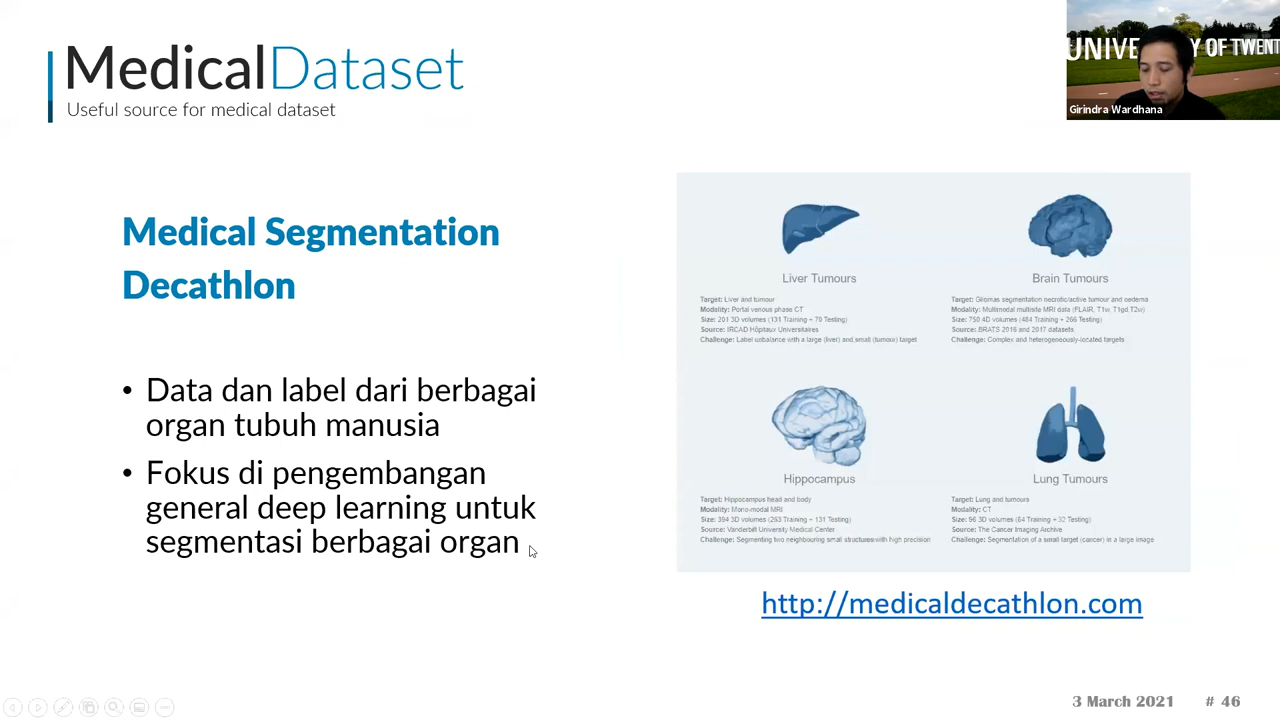 MedicalDataset
Useful source for medical dataset
UNIVE Y OF TWENT
Girindra Wardhana
Medical Segmentation
Decathlon
• Data dan label dari berbagai
organ tubuh manusia
• Fokus di pengembangan
general deep learning untuk
segmentasi berbagai organ
Liver Tumours
Target: Liver and tumour
Modality: Portal venous phase CT
Size: 201 3D volumes (131 Training + 70 Testing)
Source: IRCAD Hôpitaux Universitaires
Challenge: Label unbalance with a large (liver) and small (tumour) target
Brain Tumours
Target: Gliomas segmentation necrotic/active tumour and oedema
Modality: Multimodal multisite MRI data (FLAIR, T1w, T1gd,T2w)
Size: 750 4D volumes (484 Training + 266 Testing)
Source: BRATS 2016 and 2017 datasets
Challenge: Complex and heterogeneously-located targets
Hippocampus
Target: Hippocampus head and body
Modality: Mono-modal MRI
Size: 394 3D volumes (263 Training + 131 Testing)
Source: Vanderbilt University Medical Center
Challenge: Segmenting two neighbouring small structures with high precision
Lung Tumours
Target: Lung and tumours
Modality: CT
Size: 96 3D volumes (64 Training + 32 Testing)
Source: The Cancer Imaging Archive
Challenge: Segmentation of a small target (cancer) in a large image
http://medicaldecathlon.com
3 March 2021 # 46